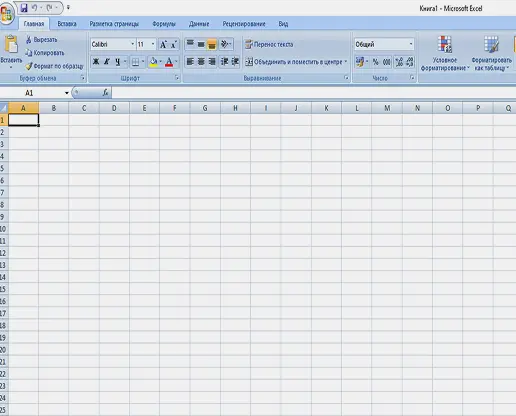 Книга1 - Microsoft Excel
Главная Вставка Разметка страницы Формулы Данные Рецензирование Вид
Вставить
Вырезать
Копировать
Формат по образцу
Буфер обмена
Calibri 11
Ж К Ч
Шрифт
Перенос текста
Объединить и поместить в центре
Выравнивание
Общий
% 000
Число
Условное форматирование
Форматировать как таблицу
A1 fx
A B C D E F G H I J K L M N O P Q
1
2
3
4
5
6
7
8
9
10
11
12
13
14
15
16
17
18
19
20
21
22
23
24
25